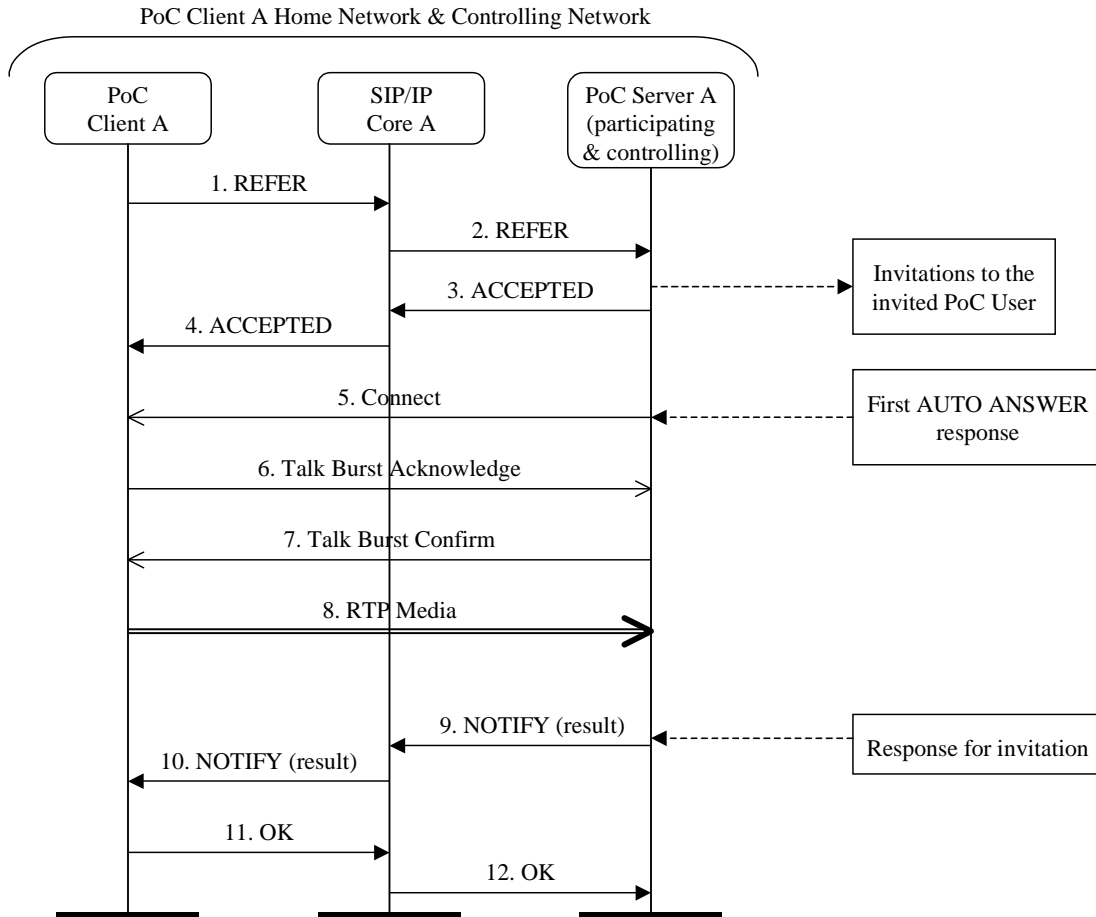 PoC Client A Home Network & Controlling Network
PoC
Client A
SIP/IP
Core A
PoC Server A
(participating
& controlling)
1. REFER
2. REFER
Invitations to the
invited PoC User
3. ACCEPTED
4. ACCEPTED
5. Connect
First AUTO ANSWER
response
6. Talk Burst Acknowledge
7. Talk Burst Confirm
8. RTP Media
9. NOTIFY (result)
Response for invitation
10. NOTIFY (result)
11. OK
12. OK